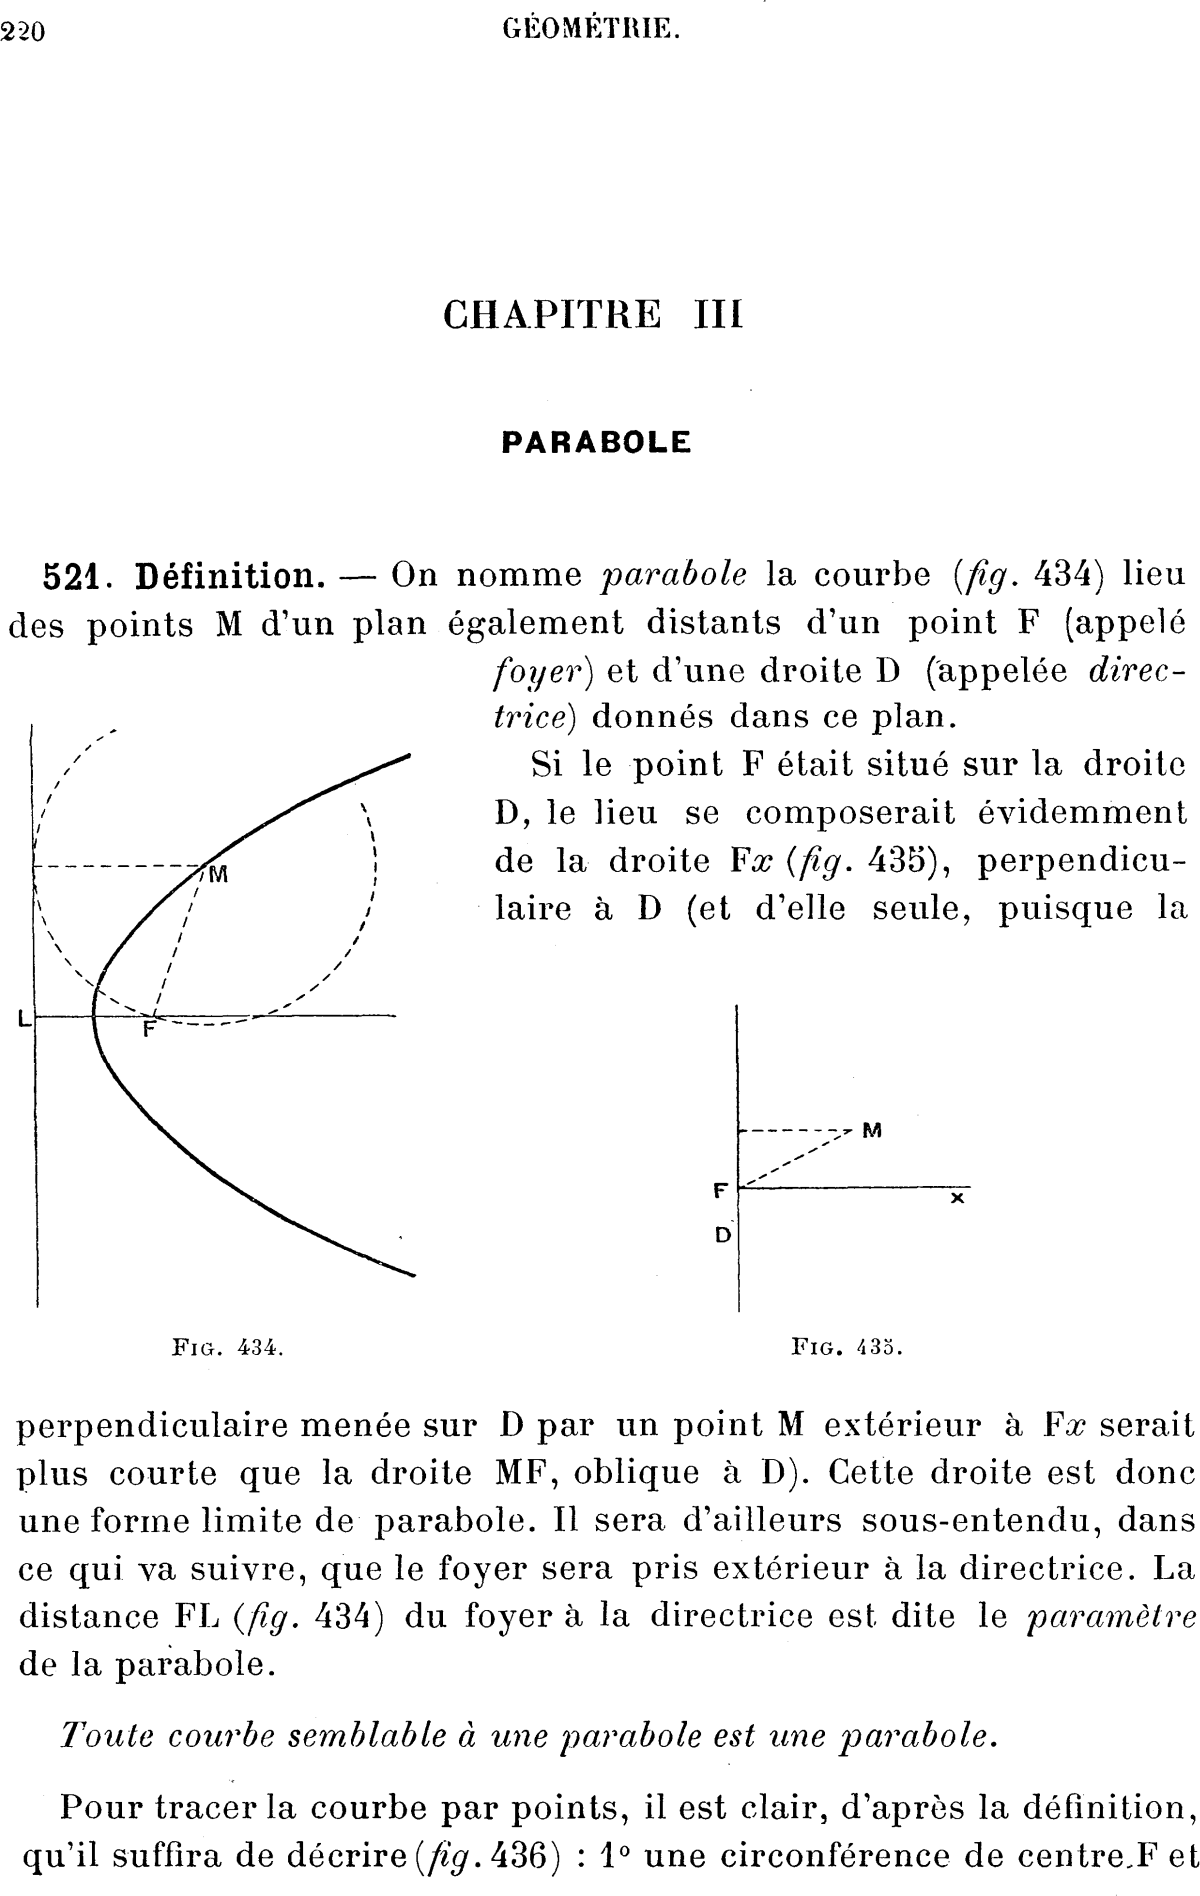 220
GÉOMÉTRIE.
CHAPITRE III
PARABOLE
521. Définition. — On nomme parabole la courbe (fig. 434) lieu
des points M d'un plan également distants d'un point F (appelé
foyer) et d'une droite D (appelée direc-
trice) donnés dans ce plan.
Si le point F était situé sur la droite
D, le lieu se composerait évidemment
de la droite Fx (fig. 435), perpendicu-
laire à D (et d'elle seule, puisque la
M
L
F
FIG. 434.
M
F
x
D
FIG. 435.
perpendiculaire menée sur D par un point M extérieur à Fx serait
plus courte que la droite MF, oblique à D). Cette droite est donc
une forme limite de parabole. Il sera d'ailleurs sous-entendu, dans
ce qui va suivre, que le foyer sera pris extérieur à la directrice. La
distance FL (fig. 434) du foyer à la directrice est dite le paramètre
de la parabole.
Toute courbe semblable à une parabole est une parabole.
Pour tracer la courbe par points, il est clair, d'après la définition,
qu'il suffira de décrire (fig. 436) : 1º une circonférence de centre F et